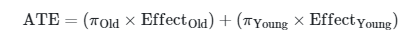 ATE = (π_Old × Effect_Old) + (π_Young × Effect_Young)